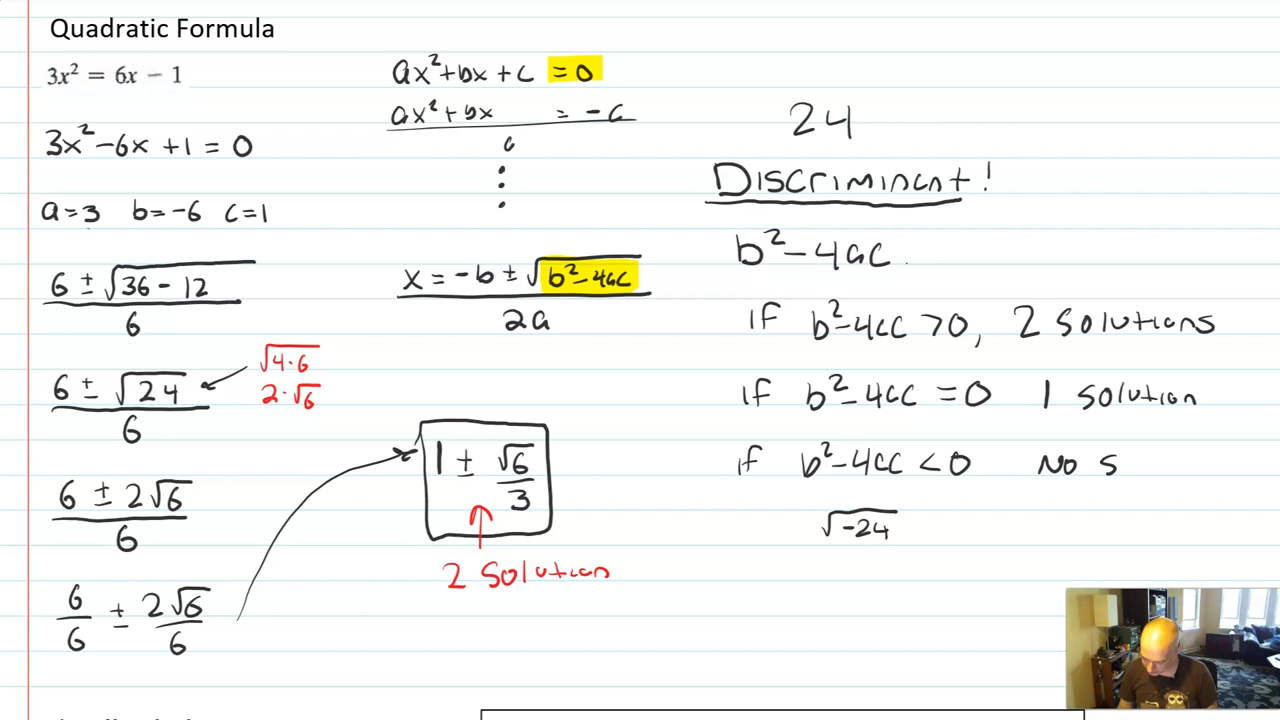 Quadratic Formula
3x² = 6x − 1
3x² − 6x + 1 = 0
a = 3 b = −6 c = 1
6 ± √36 − 12
6
6 ± √24
6
√4·6
2·√6
6 ± 2√6
6
6/6 ± 2√6/6
ax² + bx + c = 0
ax² + bx = −c
x = −b ± √b² − 4ac
2a
1 ± √6/3
2 Solution
24
Discriminent!
b² − 4ac
if b² − 4ac > 0, 2 Solutions
if b² − 4ac = 0 1 Solution
if b² − 4ac < 0 No S
√−24